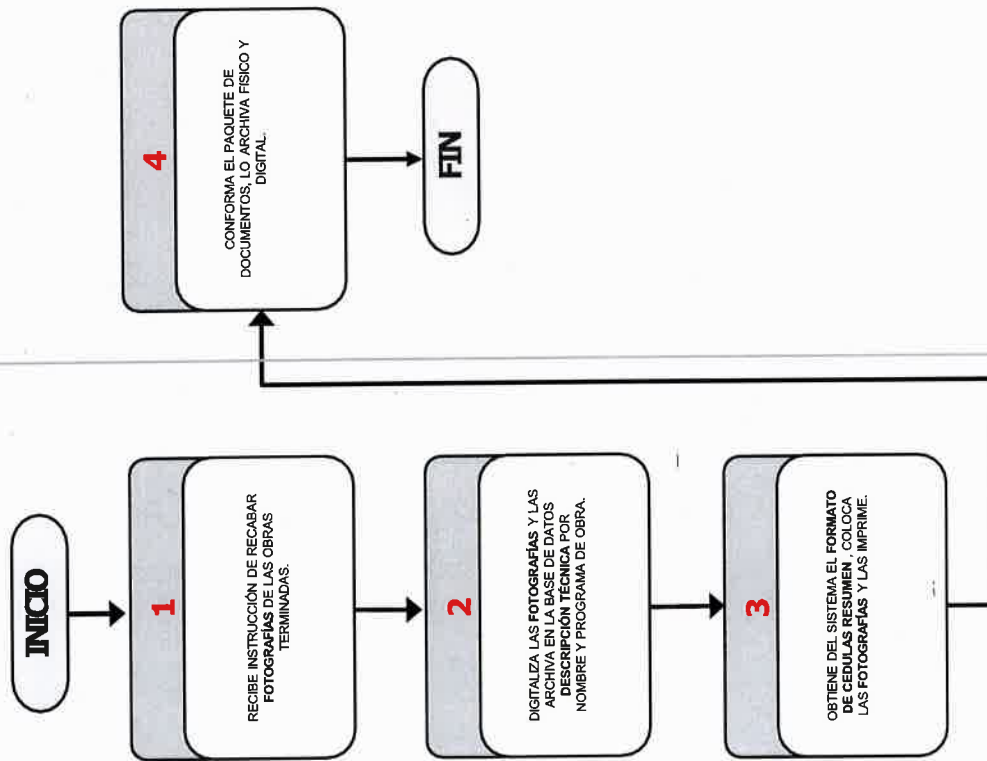 INICIO
1
RECIBE INSTRUCCIÓN DE RECABAR
FOTOGRAFÍAS DE LAS OBRAS
TERMINADAS.
2
DIGITALIZA LAS FOTOGRAFÍAS Y LAS
ARCHIVA EN LA BASE DE DATOS
DESCRIPCIÓN TÉCNICA POR
NOMBRE Y PROGRAMA DE OBRA.
3
OBTIENE DEL SISTEMA EL FORMATO
DE CEDULAS RESUMEN , COLOCA
LAS FOTOGRAFÍAS Y LAS IMPRIME.
4
CONFORMA EL PAQUETE DE
DOCUMENTOS, LO ARCHIVA FISICO Y
DIGITAL.
FIN